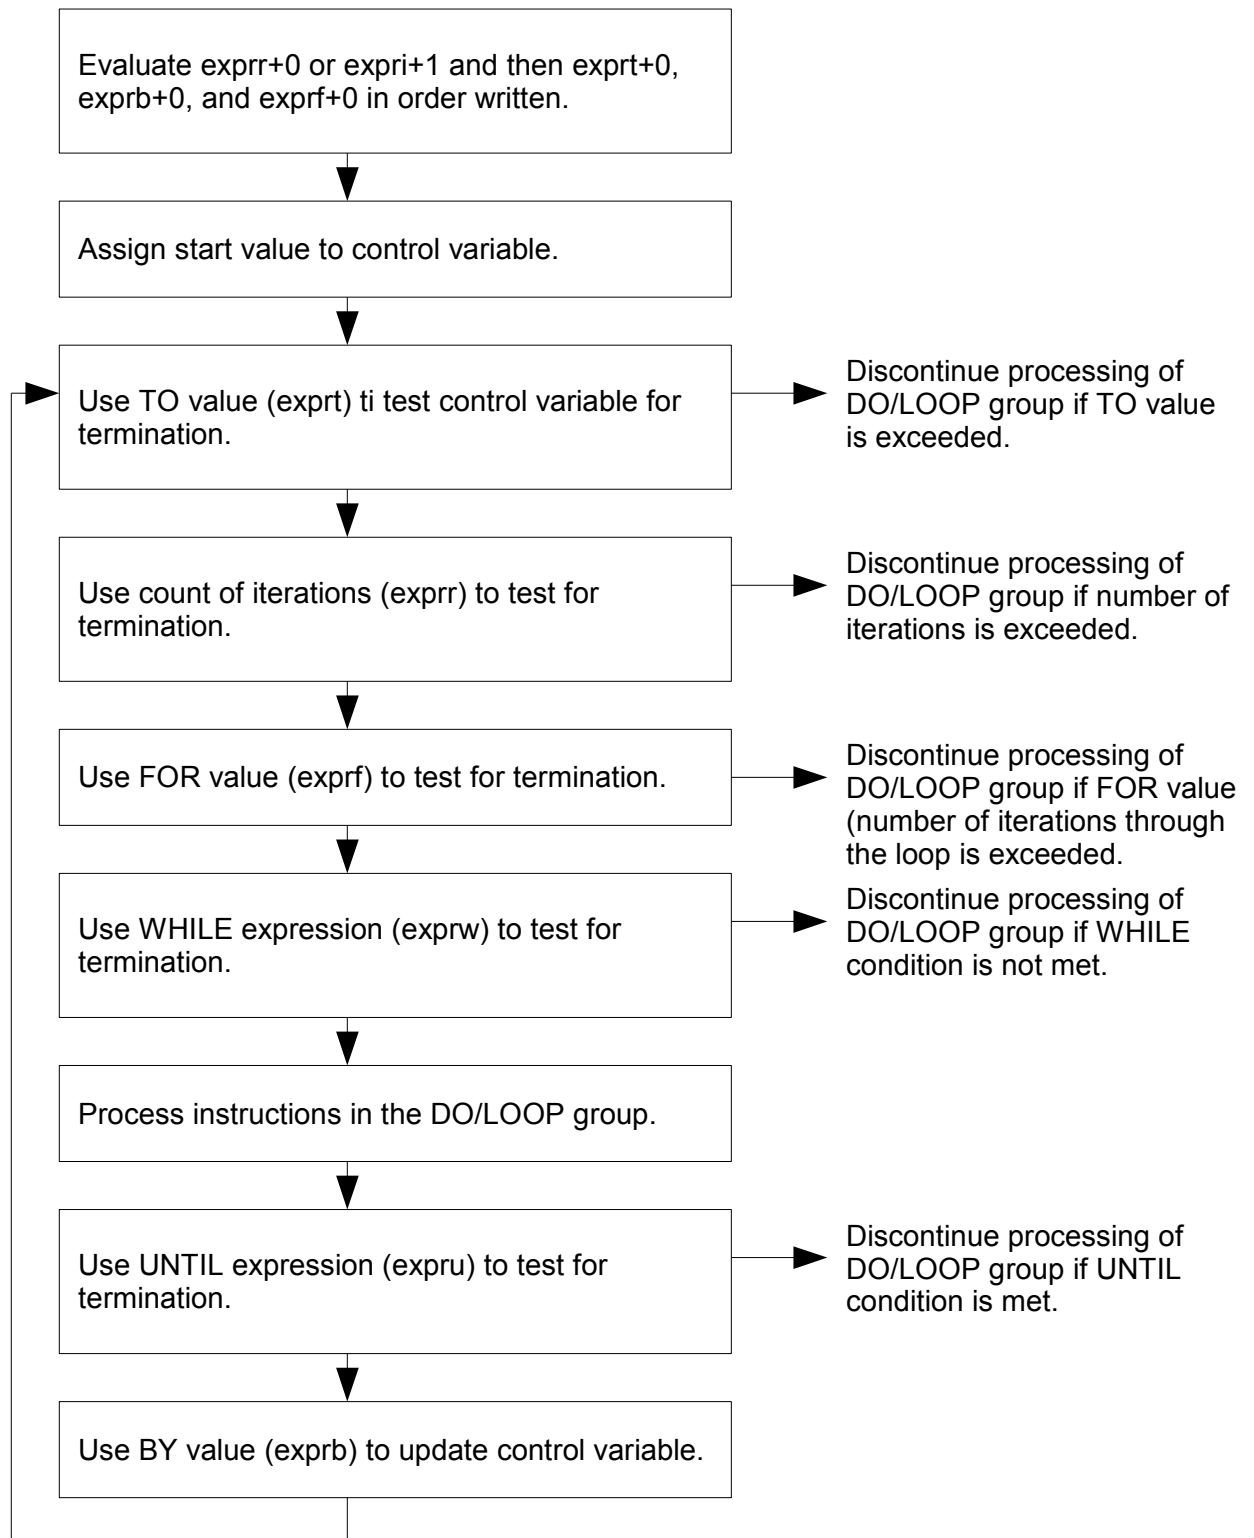 Evaluate exprr+0 or expri+1 and then exprt+0,
exprb+0, and exprf+0 in order written.
Assign start value to control variable.
Use TO value (exprt) ti test control variable for
termination.
Discontinue processing of
DO/LOOP group if TO value
is exceeded.
Use count of iterations (exprr) to test for
termination.
Discontinue processing of
DO/LOOP group if number of
iterations is exceeded.
Use FOR value (exprf) to test for termination.
Discontinue processing of
DO/LOOP group if FOR value
(number of iterations through
the loop is exceeded.
Use WHILE expression (exprw) to test for
termination.
Discontinue processing of
DO/LOOP group if WHILE
condition is not met.
Process instructions in the DO/LOOP group.
Use UNTIL expression (expru) to test for
termination.
Discontinue processing of
DO/LOOP group if UNTIL
condition is met.
Use BY value (exprb) to update control variable.